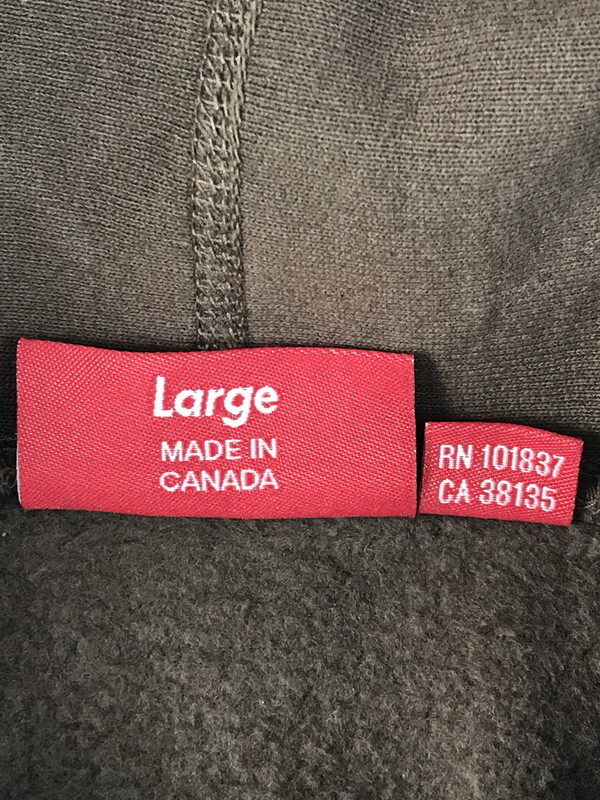 Large
MADE IN
CANADA
RN 101837
CA 38135